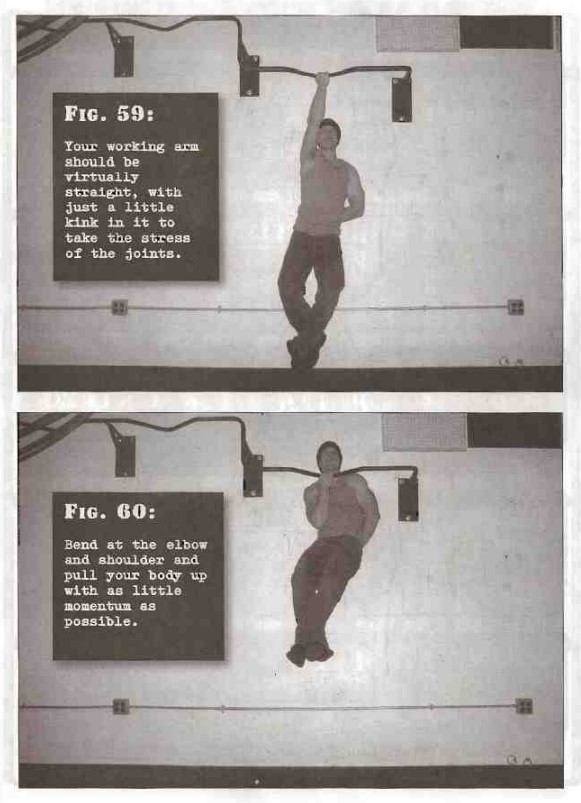 FIG. 59:
Your working arm
should be
virtually
straight, with
just a little
kink in it to
take the stress
of the joints.
FIG. 60:
Bend at the elbow
and shoulder and
pull your body up
with as little
momentum as
possible.